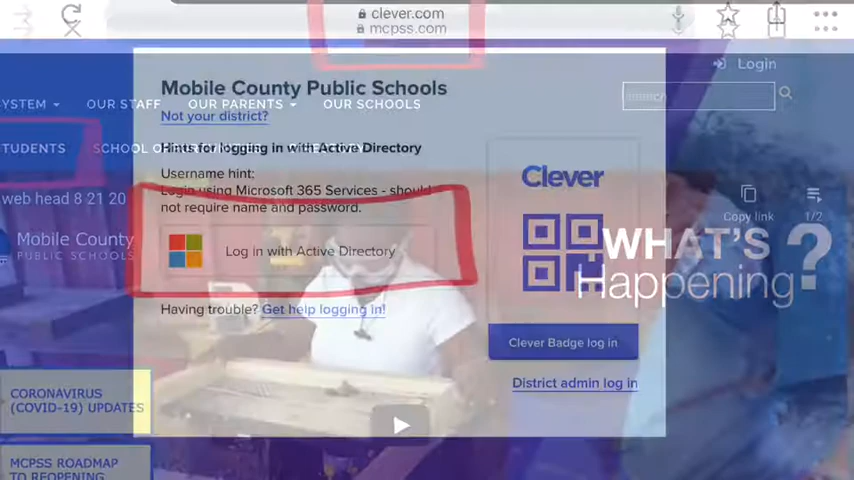 clever.com
mcpss.com
Login
OUR STAFF
OUR PARENTS
OUR SCHOOLS
search
Mobile County Public Schools
Not your district?
Hints for logging in with Active Directory
Username hint:
Login using Microsoft 365 Services - should
not require name and password.
Log in with Active Directory
Having trouble? Get help logging in!
Clever
Clever Badge log in
District admin log in
web head 8 21 20
Mobile County
PUBLIC SCHOOLS
Copy link
1/2
WHAT'S
Happening?
CORONAVIRUS
(COVID-19) UPDATES
MCPSS ROADMAP
TO REOPENING